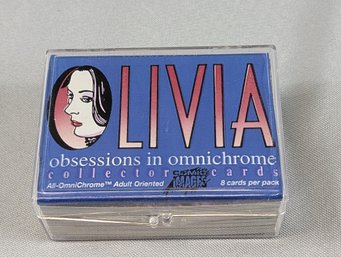 OLIVIA
obsessions in omnichrome
collector cards
All-OmniChrome™ Adult Oriented COMIC IMAGES 8 cards per pack